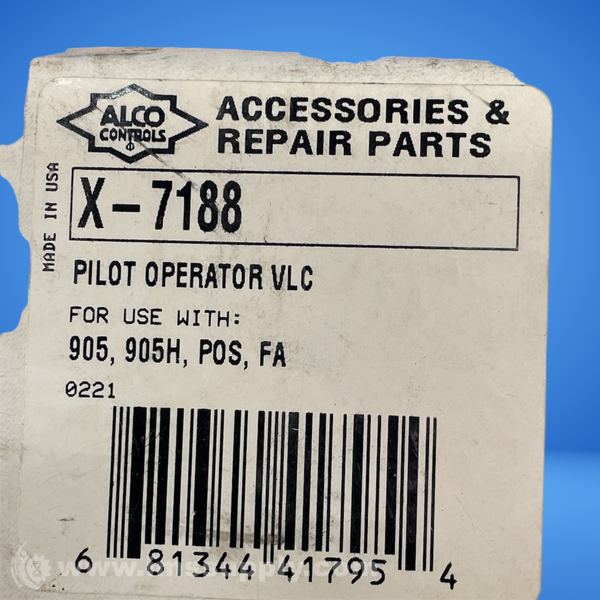 ALCO
CONTROLS
ACCESSORIES &
REPAIR PARTS
MADE IN USA
X-7188
PILOT OPERATOR VLC
FOR USE WITH:
905, 905H, POS, FA
0221
6 81344 41795 4